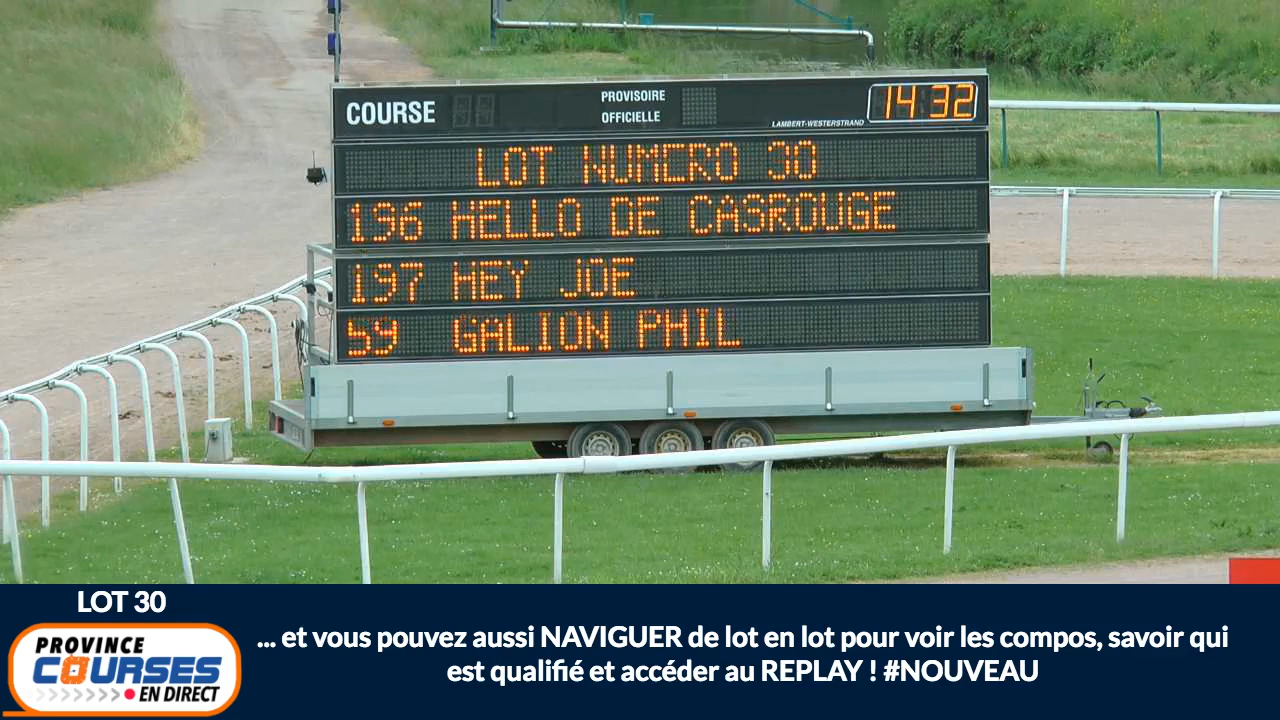 COURSE
PROVISOIRE
OFFICIELLE
LAMBERT-WESTERSTRAND
14 32
LOT NUMERO 30
196 HELLO DE CASROUGE
197 HEY JOE
59 GALION PHIL
LOT 30
PROVINCE
COURSES
EN DIRECT
... et vous pouvez aussi NAVIGUER de lot en lot pour voir les compos, savoir qui
est qualifié et accéder au REPLAY ! #NOUVEAU